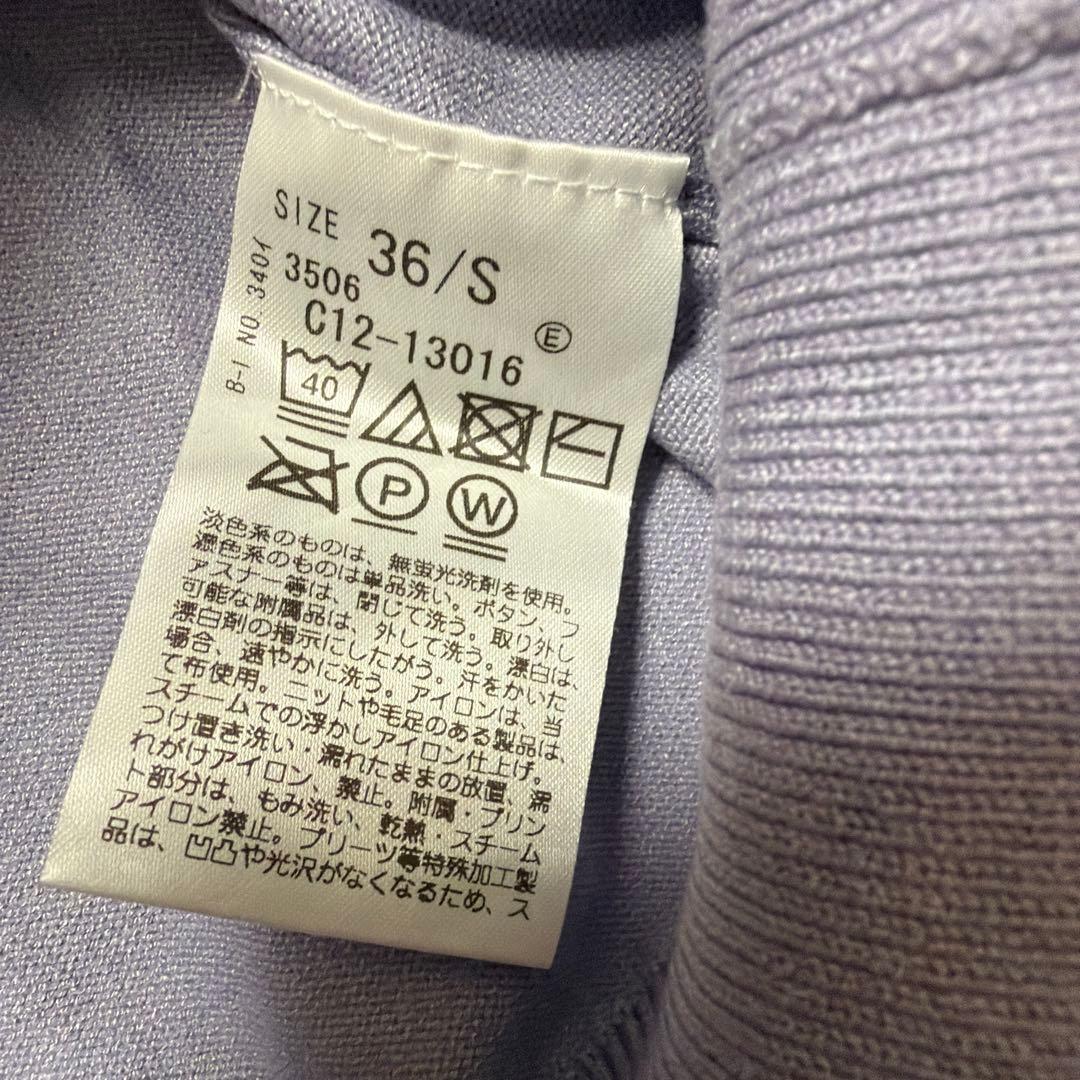 SIZE 36/S
3506
C12-13016 E
B-1 NO.3401
40
P W
淡色系のものは、無蛍光洗剤を使用。
濃色系のものは単品洗い。ボタン、フ
ァスナー等は、閉じて洗う。取り外し
可能な附属品は、外して洗う。漂白は、
漂白剤の指示にしたがう。汗をかいた
場合、速やかに洗う。アイロンは、当
て布使用。ニットや毛足のある製品は、
スチームでの浮かしアイロン仕上げ。
つけ置き洗い・濡れたままの放置、濡
れがけアイロン、禁止。附属・プリン
ト部分は、もみ洗い、乾熱・スチーム
アイロン禁止。プリーツ等特殊加工製
品は、凹凸や光沢がなくなるため、ス